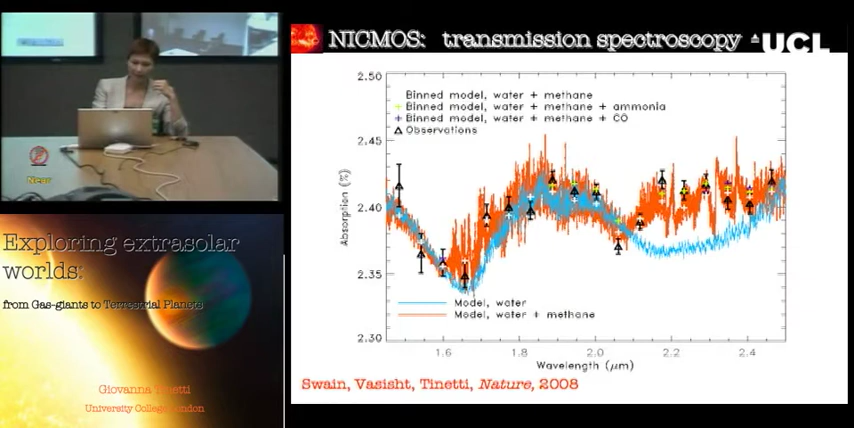 Near
Exploring extrasolar
worlds:
from Gas-giants to Terrestrial Planets
Giovanna Tinetti
University College London
NICMOS: transmission spectroscopy
UCL
2.50
2.45
2.40
2.35
2.30
Absorption (%)
Binned model, water + methane
Binned model, water + methane + ammonia
Binned model, water + methane + CO
Observations
Model, water
Model, water + methane
1.6 1.8 2.0 2.2 2.4
Wavelength (μm)
Swain, Vasisht, Tinetti, Nature, 2008